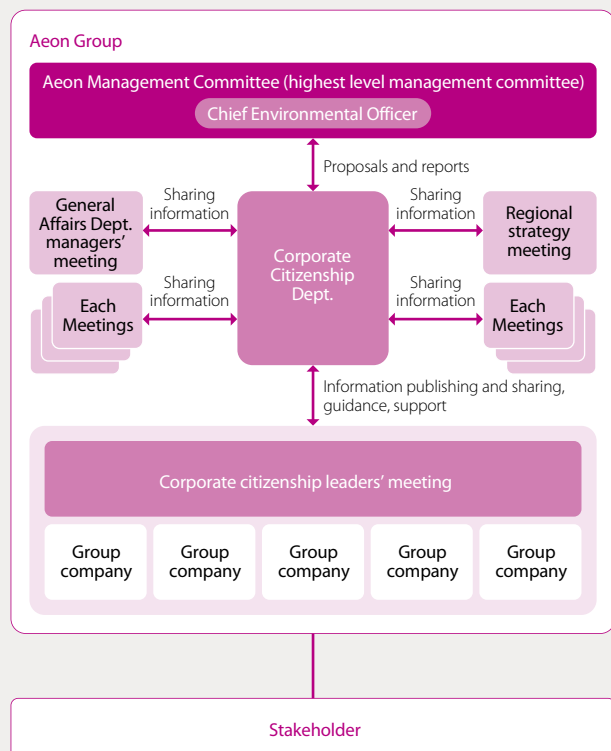 Aeon Group
Aeon Management Committee (highest level management committee)
Chief Environmental Officer
Proposals and reports
General
Affairs Dept.
managers’
meeting
Sharing
information
Corporate
Citizenship
Dept.
Sharing
information
Regional
strategy
meeting
Each
Meetings
Sharing
information
Sharing
information
Each
Meetings
Information publishing and sharing,
guidance, support
Corporate citizenship leaders’ meeting
Group
company
Group
company
Group
company
Group
company
Group
company
Stakeholder